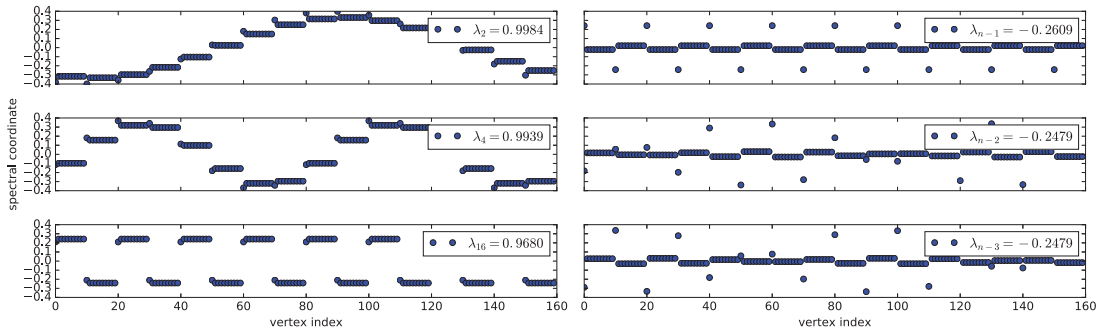 0.4
0.3
0.2
0.1
0.0
−0.1
−0.2
−0.3
−0.4
λ2 = 0.9984
λn−1 = −0.2609
0.4
0.3
0.2
0.1
0.0
−0.1
−0.2
−0.3
−0.4
spectral coordinate
λ4 = 0.9939
λn−2 = −0.2479
0.4
0.3
0.2
0.1
0.0
−0.1
−0.2
−0.3
−0.4
λ16 = 0.9680
λn−3 = −0.2479
0 20 40 60 80 100 120 140 160
0 20 40 60 80 100 120 140 160
vertex index
vertex index